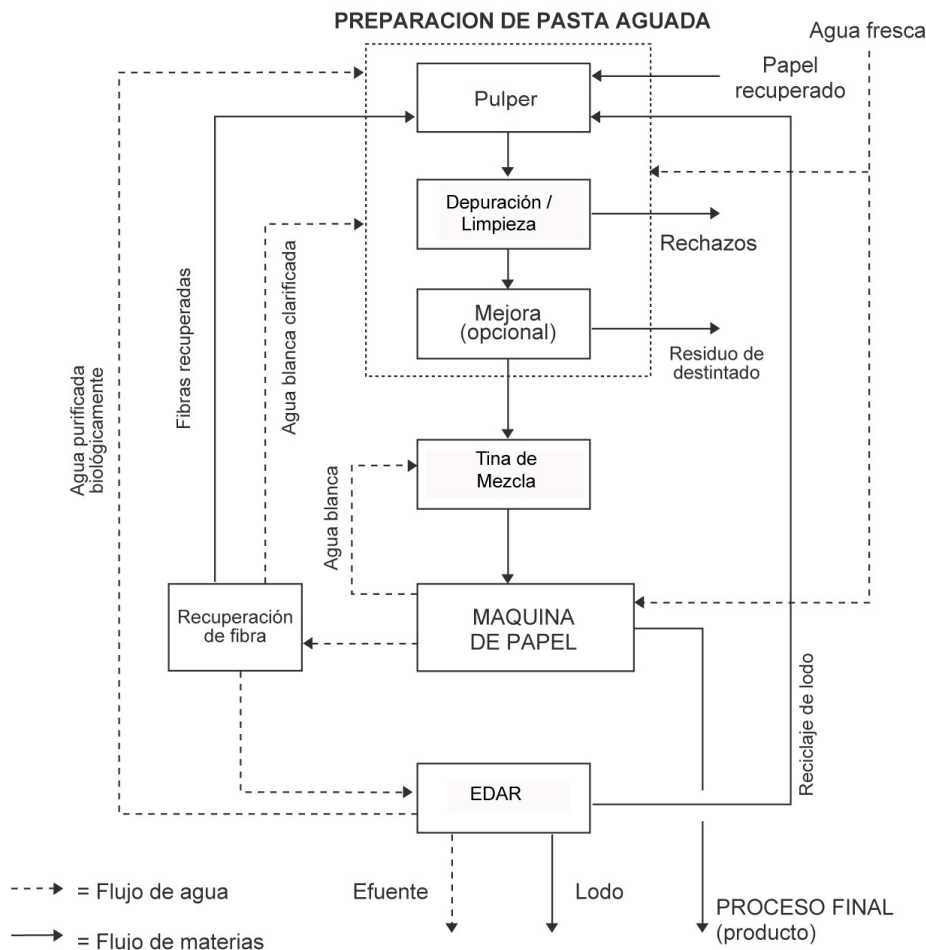 PREPARACION DE PASTA AGUADA
Agua fresca
Papel
recuperado
Pulper
Depuración /
Limpieza
Rechazos
Mejora
(opcional)
Residuo de
destintado
Agua purificada
biológicamente
Fibras recuperadas
Agua blanca clarificada
Tina de
Mezcla
Agua blanca
Recuperación
de fibra
MAQUINA
DE PAPEL
Reciclaje de lodo
EDAR
Efuente
Lodo
= Flujo de agua
= Flujo de materias
PROCESO FINAL
(producto)